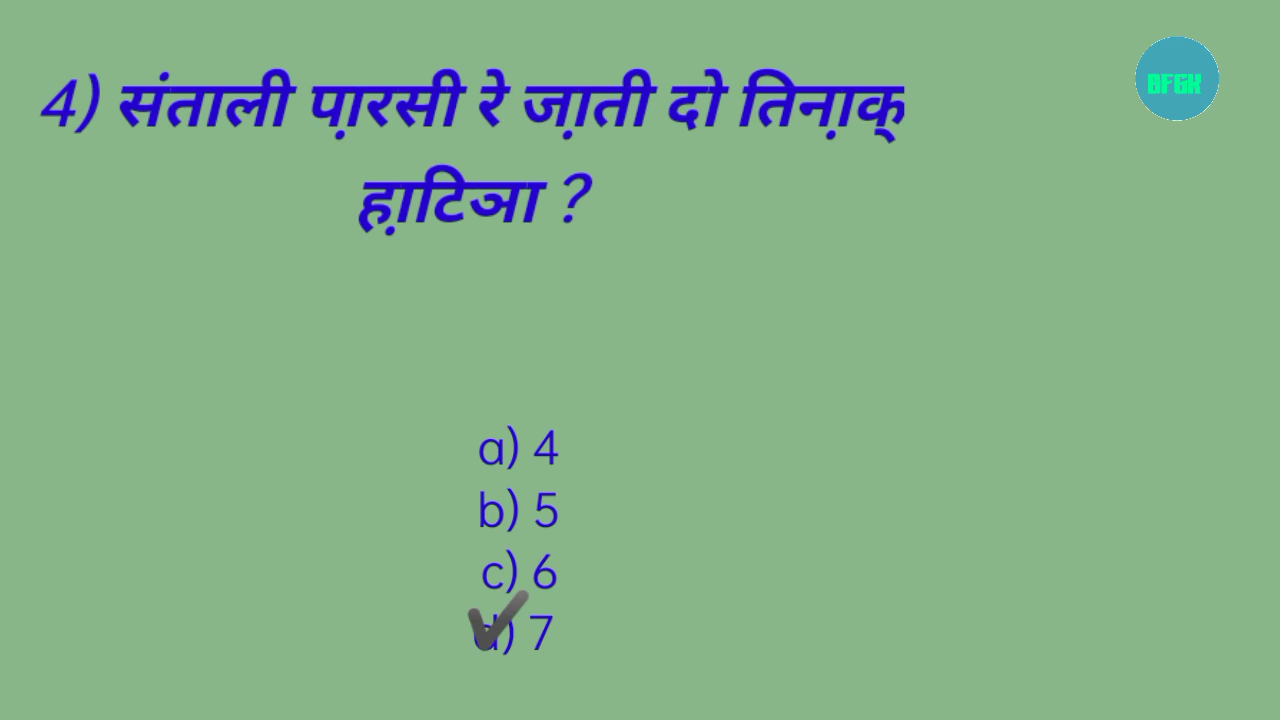 4) संताली पा़रसी रे जा़ती दो तिना़क्
हा़टिञा ?
BFGK
a) 4
b) 5
c) 6
d) 7